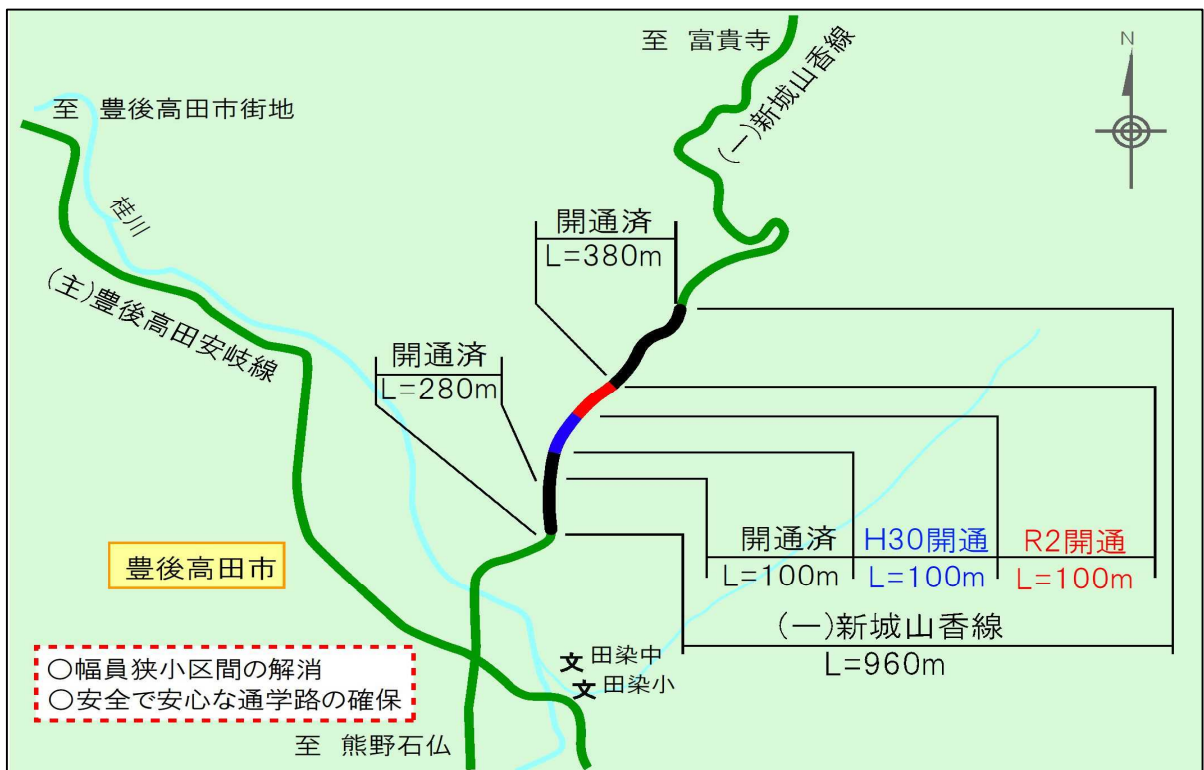 至 富貴寺
N
至 豊後高田市街地
(一)新城山香線
桂川
開通済
L=380m
(主)豊後高田安岐線
開通済
L=280m
開通済 H30開通 R2開通
L=100m L=100m L=100m
豊後高田市
(一)新城山香線
L=960m
文 田染中
文 田染小
○幅員狭小区間の解消
○安全で安心な通学路の確保
至 熊野石仏